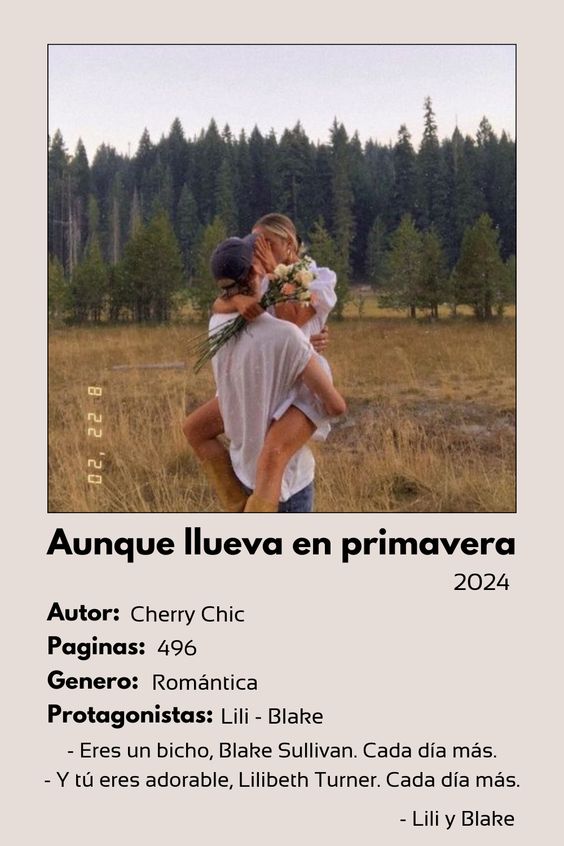 8 22 '20
Aunque llueva en primavera
2024
Autor: Cherry Chic
Paginas: 496
Genero: Romántica
Protagonistas: Lili - Blake
- Eres un bicho, Blake Sullivan. Cada día más.
- Y tú eres adorable, Lilibeth Turner. Cada día más.
- Lili y Blake